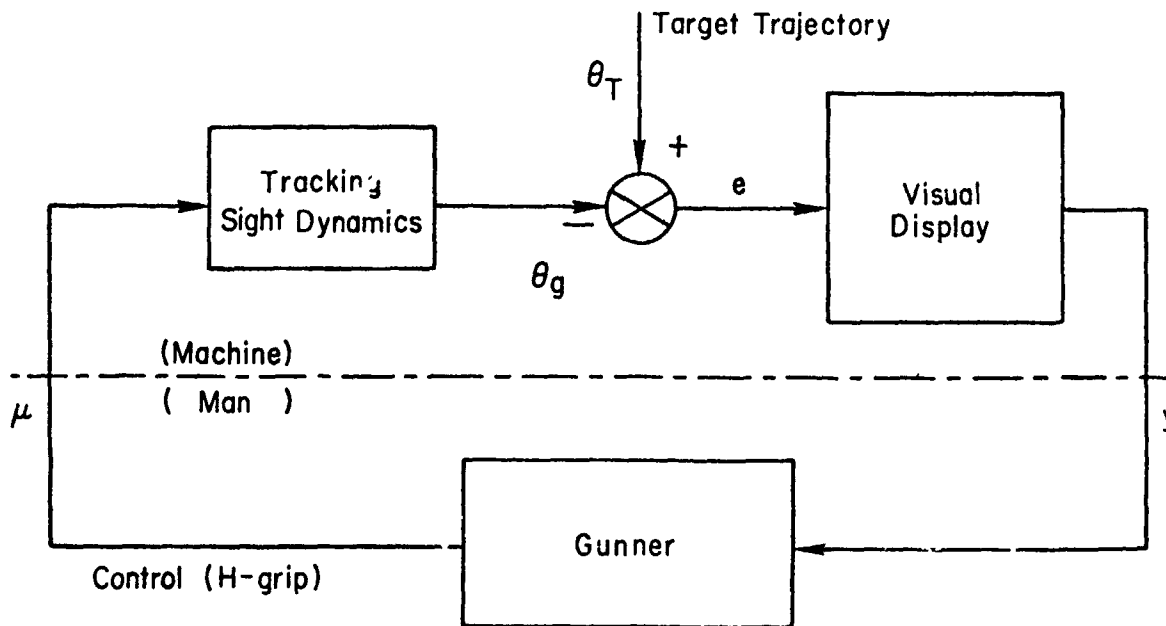 Target Trajectory
θT
+
Tracking
Sight Dynamics
e
Visual
Display
−
θg
(Machine)
( Man )
μ
Gunner
Control (H-grip)